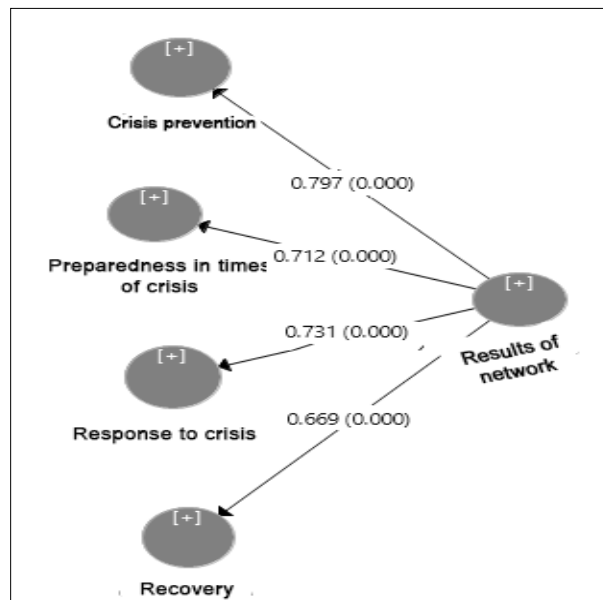 [+]
Crisis prevention
0.797 (0.000)
[+]
Preparedness in times
of crisis
0.712 (0.000)
[+]
Results of
network
0.731 (0.000)
[+]
Response to crisis
0.669 (0.000)
[+]
Recovery